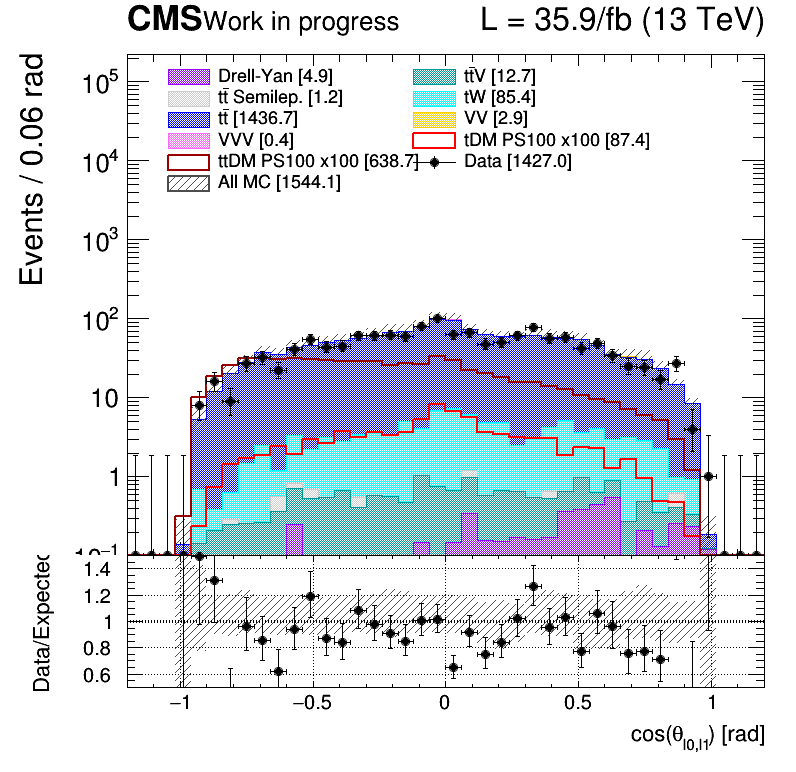 CMS Work in progress L = 35.9/fb (13 TeV)
Events / 0.06 rad
Drell-Yan [4.9] tt̄V [12.7]
tt̄ Semilep. [1.2] tW [85.4]
tt̄ [1436.7] VV [2.9]
VVV [0.4] tDM PS100 x100 [87.4]
ttDM PS100 x100 [638.7] Data [1427.0]
All MC [1544.1]
10⁵
10⁴
10³
10²
10
1
10⁻¹
Data/Expected
1.4
1.2
1
0.8
0.6
−1 −0.5 0 0.5 1
cos(θ_l0,l1) [rad]